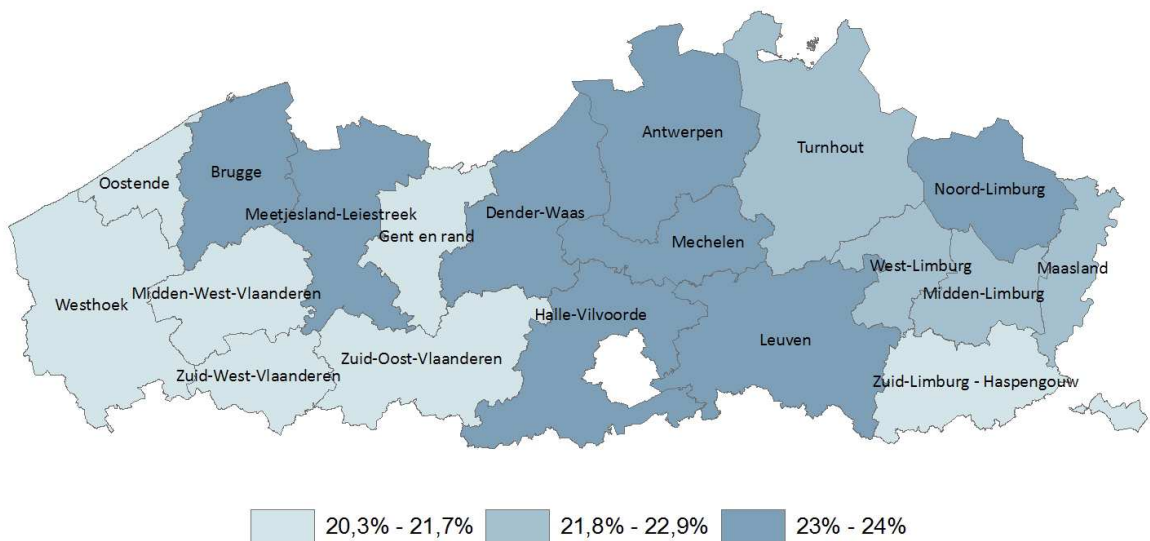 Antwerpen
Turnhout
Brugge
Oostende
Noord-Limburg
Meetjesland-Leiestreek
Dender-Waas
Gent en rand
Mechelen
West-Limburg
Maasland
Midden-West-Vlaanderen
Midden-Limburg
Westhoek
Halle-Vilvoorde
Leuven
Zuid-Oost-Vlaanderen
Zuid-West-Vlaanderen
Zuid-Limburg - Haspengouw
20,3% - 21,7%
21,8% - 22,9%
23% - 24%